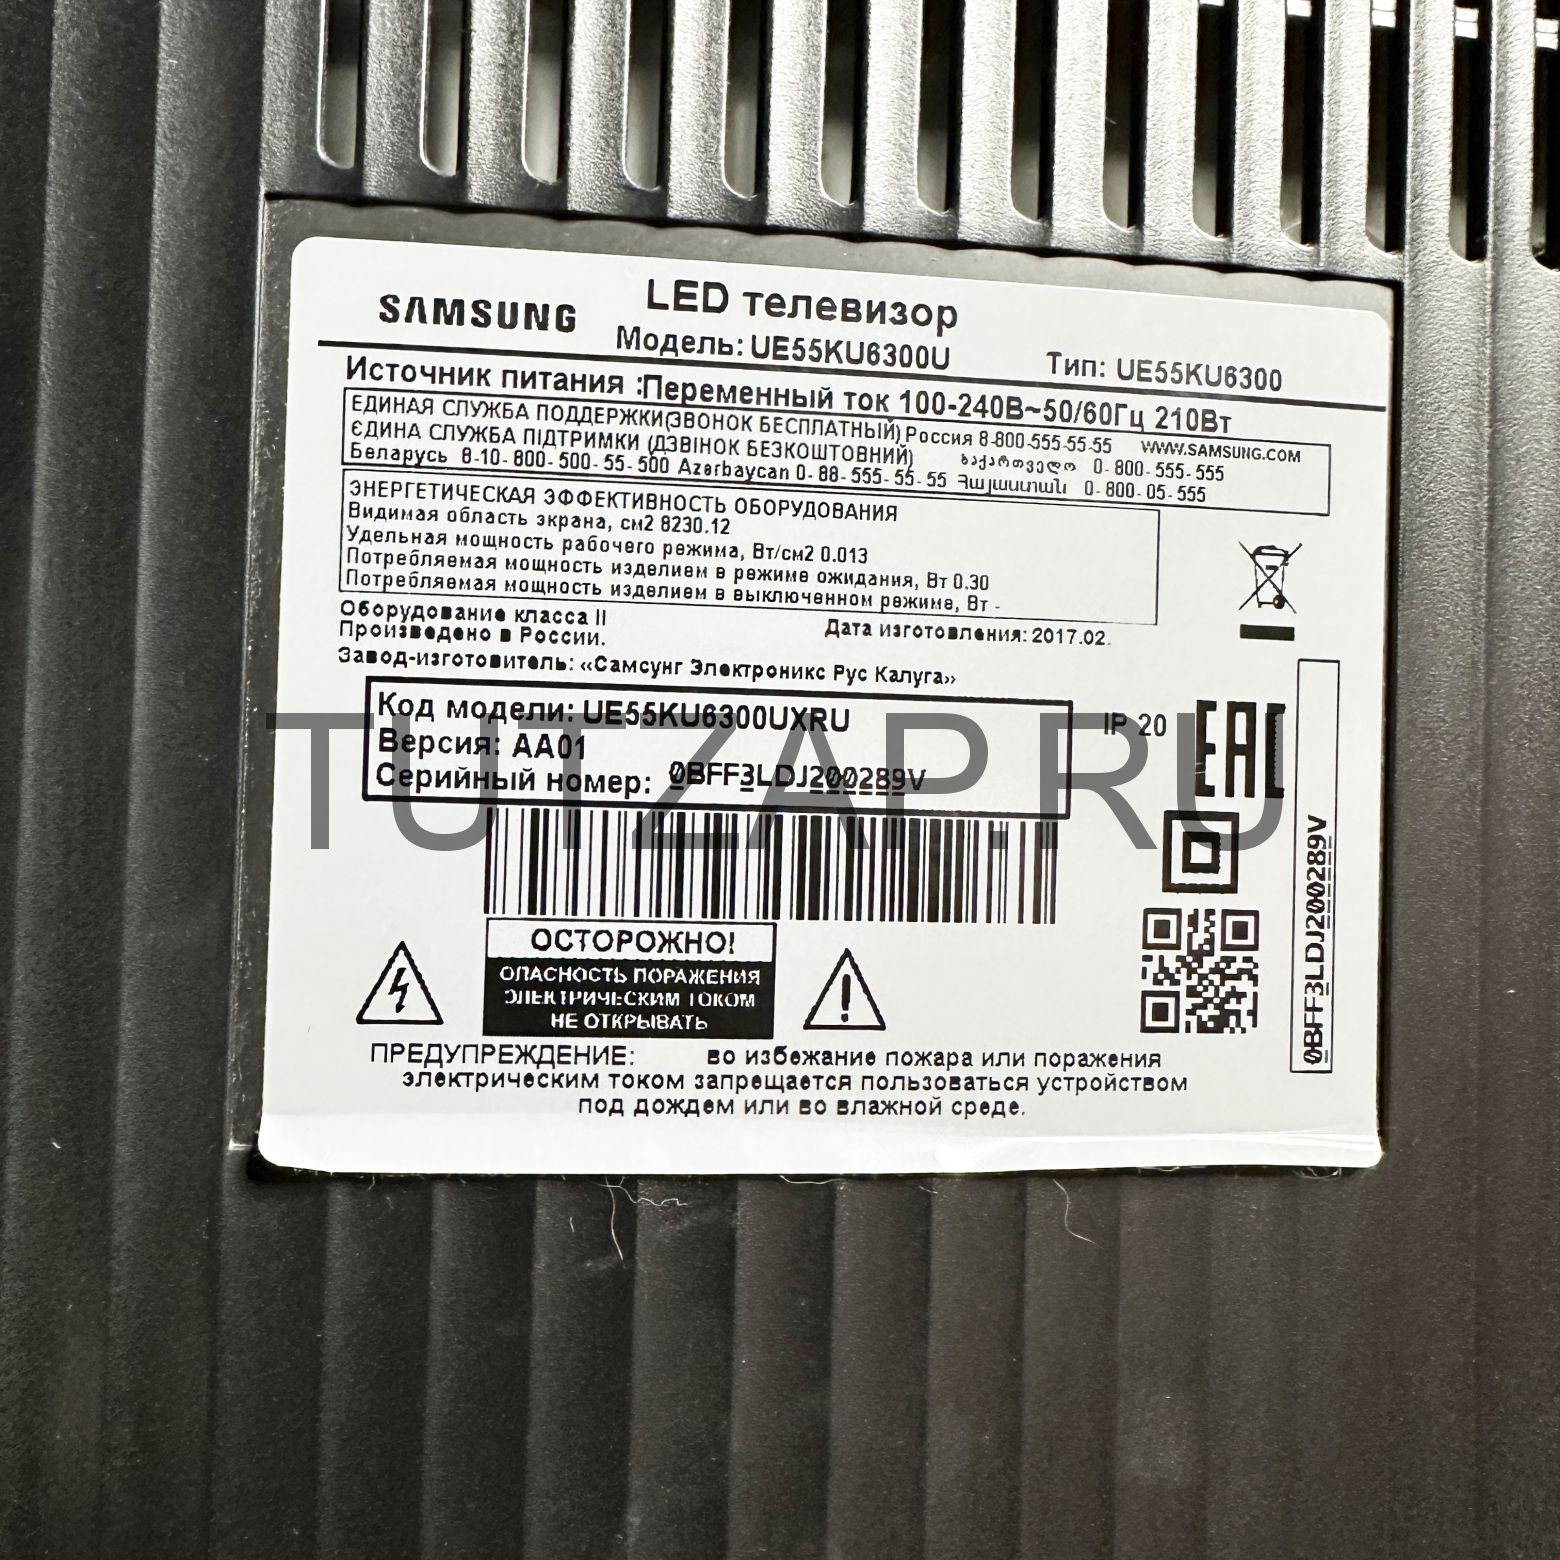 SAMSUNG
LED телевизор
Модель: UE55KU6300U Тип: UE55KU6300
Источник питания :Переменный ток 100-240В~50/60Гц 210Вт
ЕДИНАЯ СЛУЖБА ПОДДЕРЖКИ(ЗВОНОК БЕСПЛАТНЫЙ) Россия 8-800-555-55-55 WWW.SAMSUNG.COM
ЄДИНА СЛУЖБА ПІДТРИМКИ (ДЗВІНОК БЕЗКОШТОВНИЙ) საქართველო 0-800-555-555
Беларусь 8-10-800-500-55-500 Azərbaycan 0-88-555-55-55 Հայաստան 0-800-05-555
ЭНЕРГЕТИЧЕСКАЯ ЭФФЕКТИВНОСТЬ ОБОРУДОВАНИЯ
Видимая область экрана, см2 8230.12
Удельная мощность рабочего режима, Вт/см2 0.013
Потребляемая мощность изделием в режиме ожидания, Вт 0.30
Потребляемая мощность изделием в выключенном режиме, Вт -
Оборудование класса II
Произведено в России. Дата изготовления: 2017.02.
Завод-изготовитель: «Самсунг Электроникс Рус Калуга»
Код модели: UE55KU6300UXRU
Версия: AA01
Серийный номер: 0BFF3LDJ200289V
IP 20
EAC
0BFF3LDJ200289V
TUTZAP.RU
ОСТОРОЖНО!
ОПАСНОСТЬ ПОРАЖЕНИЯ
ЭЛЕКТРИЧЕСКИМ ТОКОМ
НЕ ОТКРЫВАТЬ
ПРЕДУПРЕЖДЕНИЕ: во избежание пожара или поражения
электрическим током запрещается пользоваться устройством
под дождем или во влажной среде.